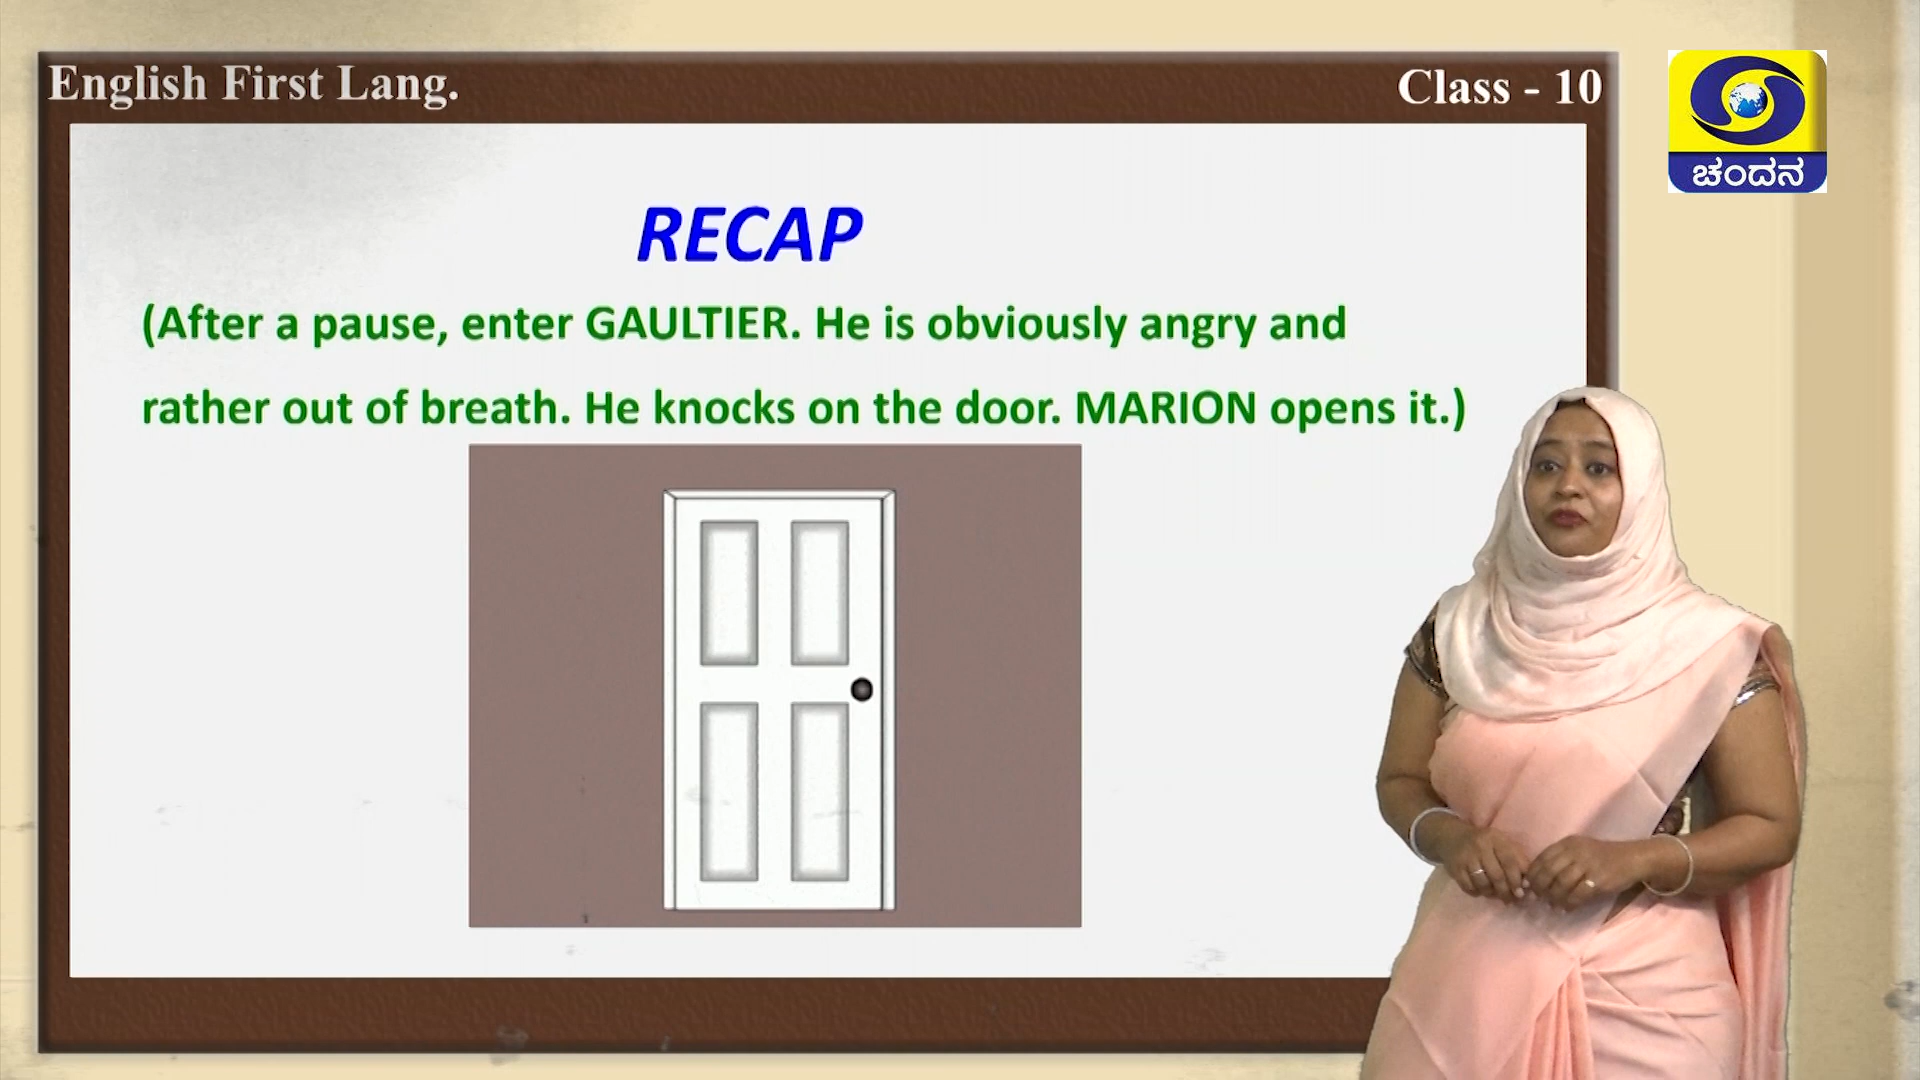 English First Lang.
Class - 10
ಚಂದನ
RECAP
(After a pause, enter GAULTIER. He is obviously angry and
rather out of breath. He knocks on the door. MARION opens it.)